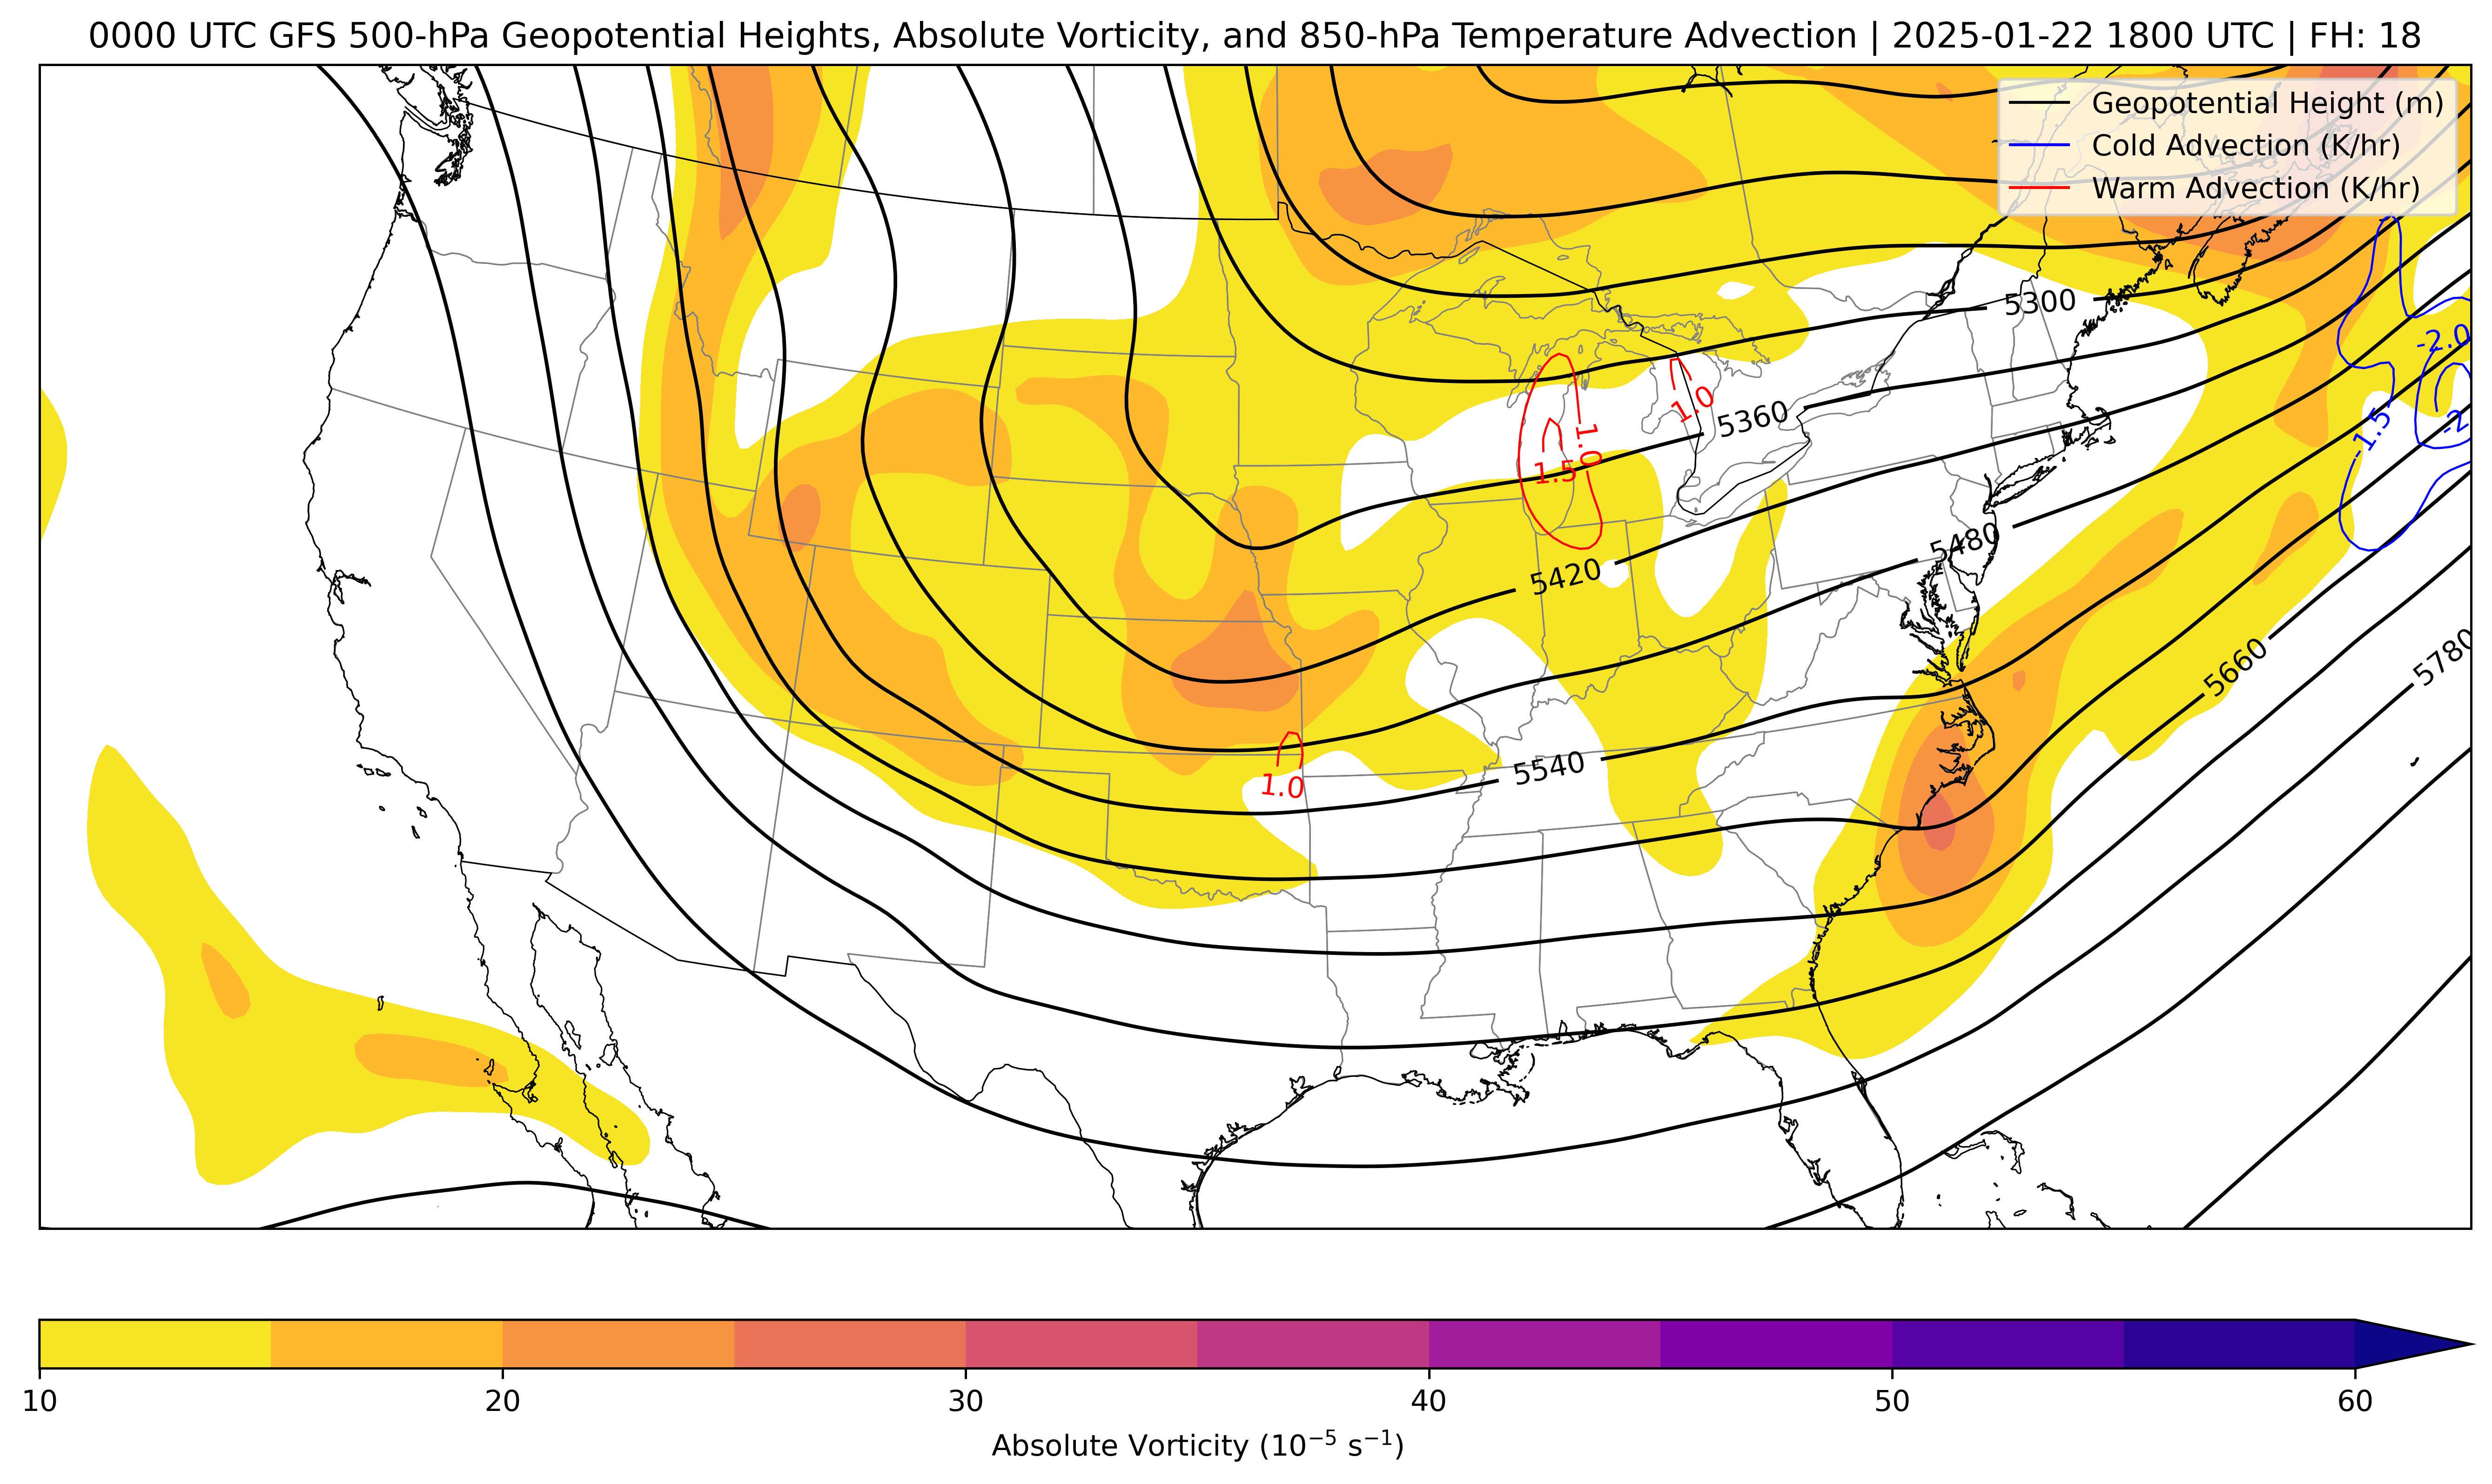 0000 UTC GFS 500-hPa Geopotential Heights, Absolute Vorticity, and 850-hPa Temperature Advection | 2025-01-22 1800 UTC | FH: 18
Geopotential Height (m)
Cold Advection (K/hr)
Warm Advection (K/hr)
5300
-2.0
1.0
5360
-1.5
-2
1.0
1.5
5480
5420
5660
5780
5540
1.0
10 20 30 40 50 60
Absolute Vorticity (10⁻⁵ s⁻¹)